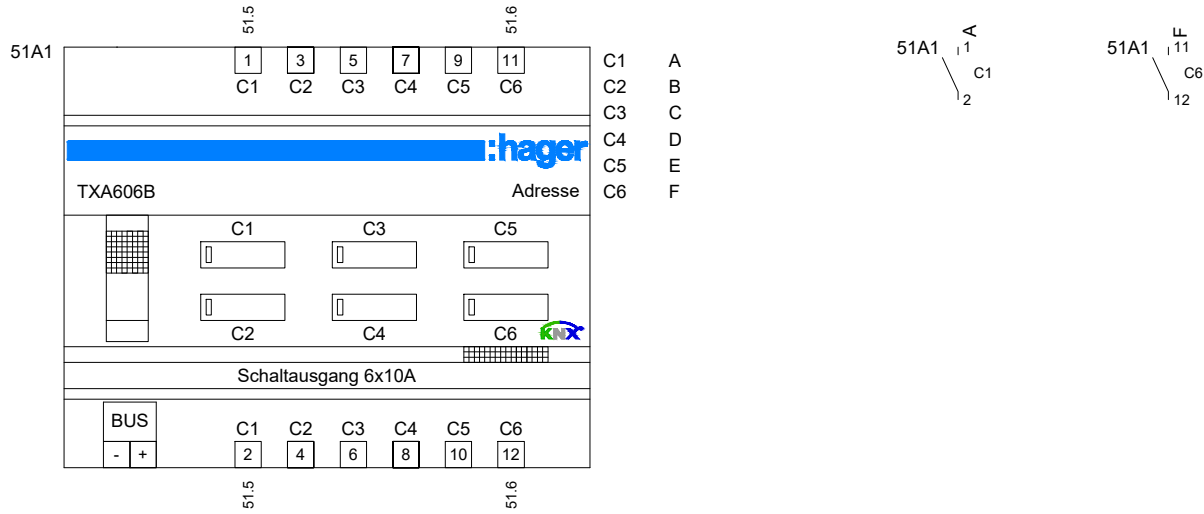 51.5 51.6
51A1 1 3 5 7 9 11
C1 C2 C3 C4 C5 C6
C1 A
C2 B
C3 C
C4 D
C5 E
C6 F
:hager
TXA606B Adresse
C1 C3 C5
C2 C4 C6
KNX
Schaltausgang 6x10A
BUS
- +
C1 C2 C3 C4 C5 C6
2 4 6 8 10 12
51.5 51.6
A
51A1 1
C1
2
F
51A1 11
C6
12